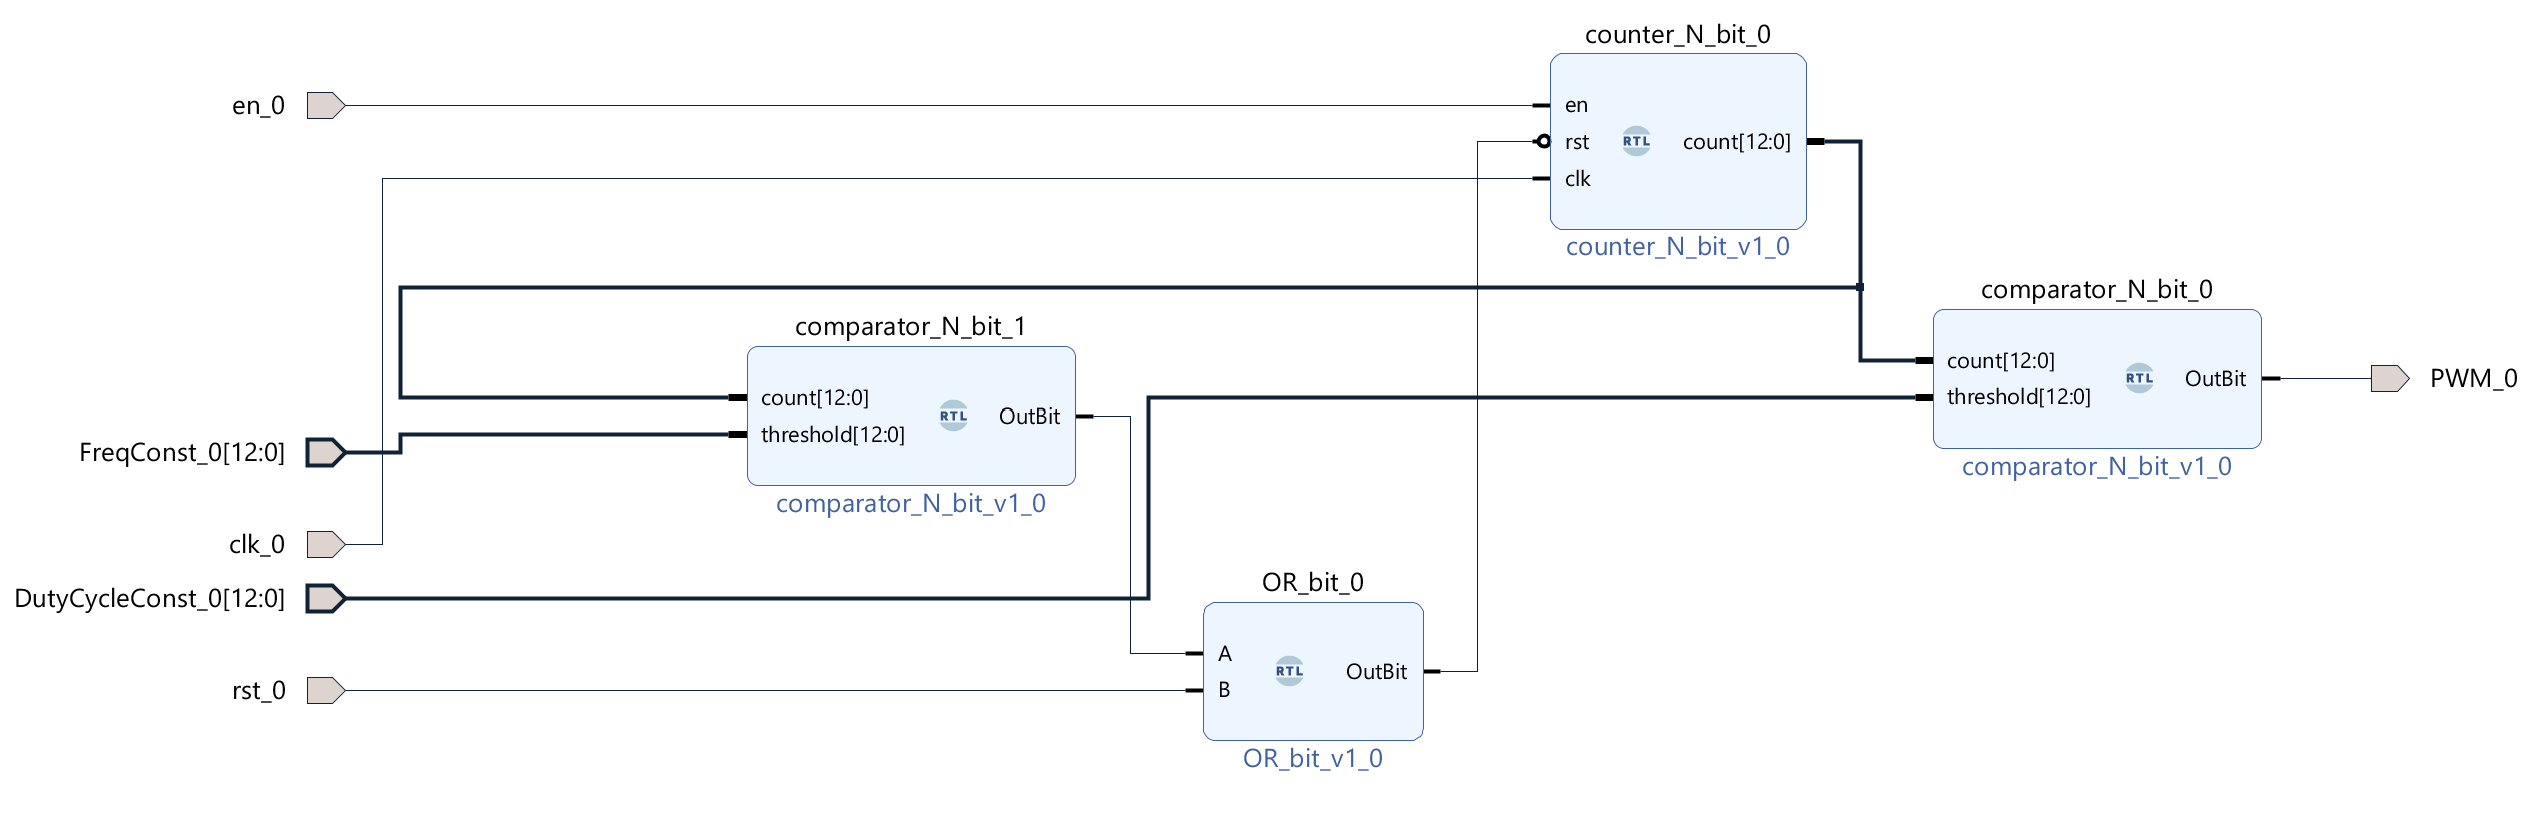 counter_N_bit_0
en_0
en
rst
RTL
count[12:0]
clk
counter_N_bit_v1_0
comparator_N_bit_0
comparator_N_bit_1
count[12:0]
threshold[12:0]
RTL
OutBit
PWM_0
count[12:0]
threshold[12:0]
RTL
OutBit
FreqConst_0[12:0]
comparator_N_bit_v1_0
comparator_N_bit_v1_0
clk_0
DutyCycleConst_0[12:0]
OR_bit_0
A
B
RTL
OutBit
rst_0
OR_bit_v1_0